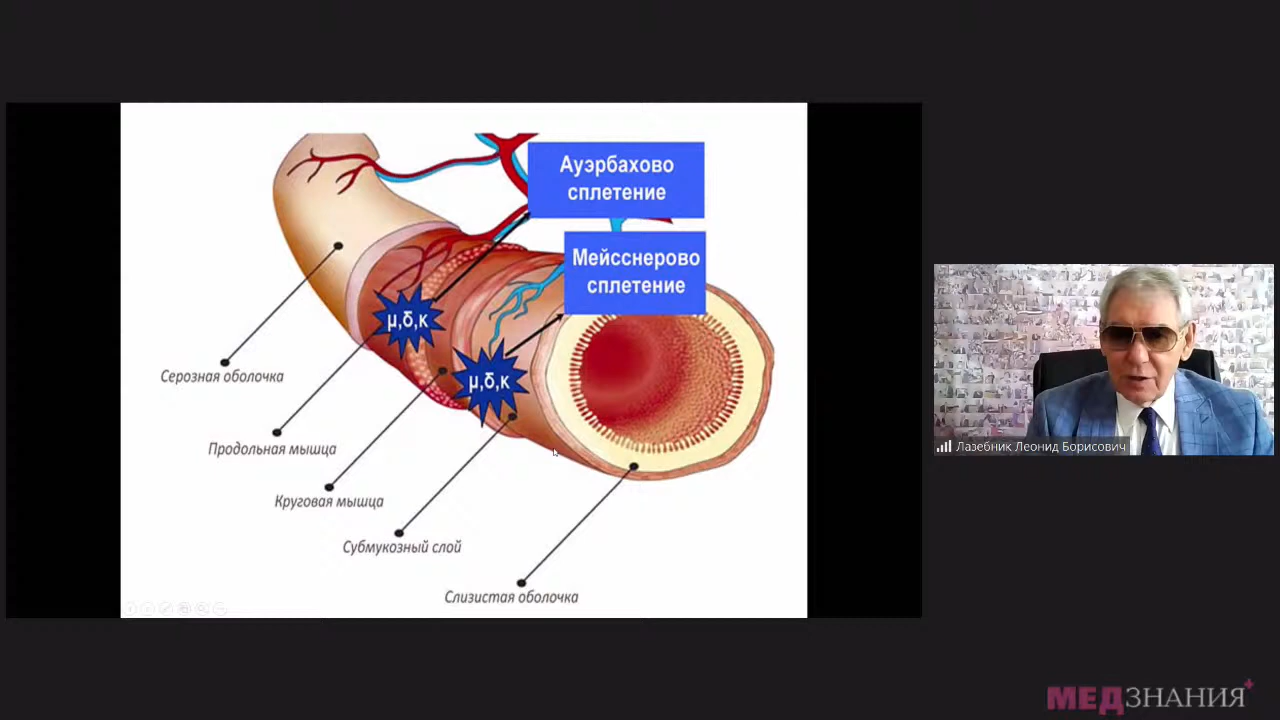 Ауэрбахово
сплетение
Мейсснерово
сплетение
μ,δ,κ
μ,δ,κ
Серозная оболочка
Продольная мышца
Круговая мышца
Субмукозный слой
Слизистая оболочка
Лазебник Леонид Борисович
МЕДЗНАНИЯ+